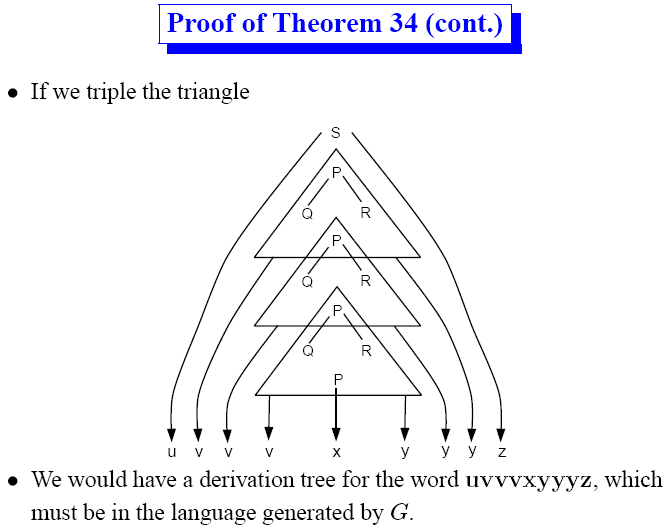 Proof of Theorem 34 (cont.)
• If we triple the triangle
S
P
Q R
P
Q R
P
Q R
P
u v v v x y y y z
• We would have a derivation tree for the word uvvvxyyyz, which
must be in the language generated by G.